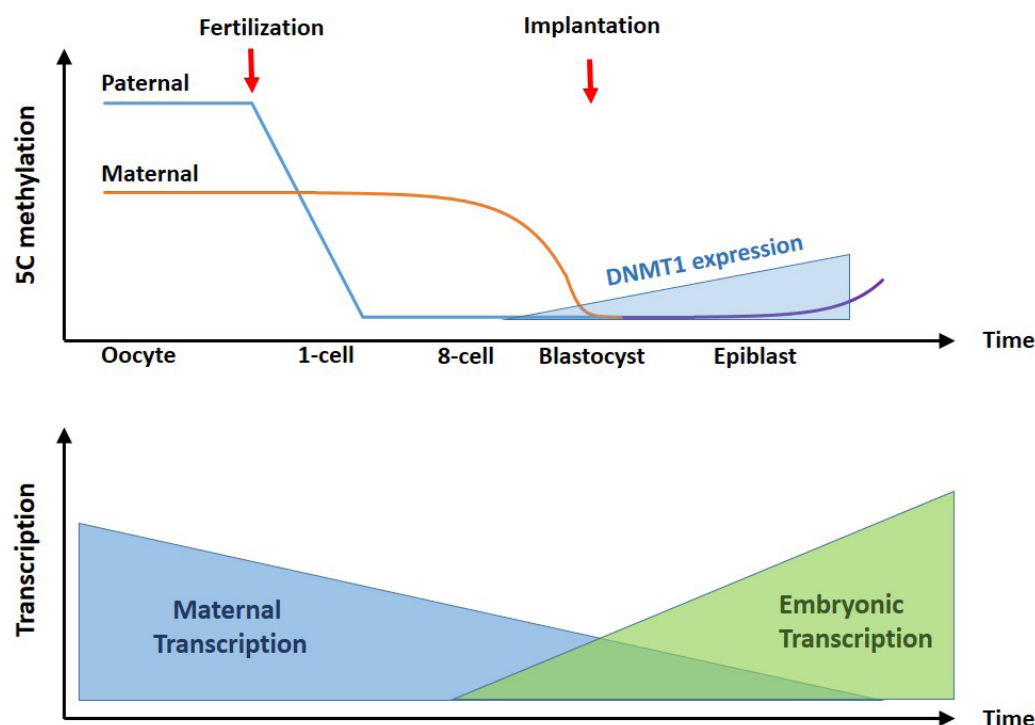 Fertilization
Implantation
Paternal
Maternal
5C methylation
DNMT1 expression
Oocyte
1-cell
8-cell
Blastocyst
Epiblast
Time
Transcription
Maternal
Transcription
Embryonic
Transcription
Time